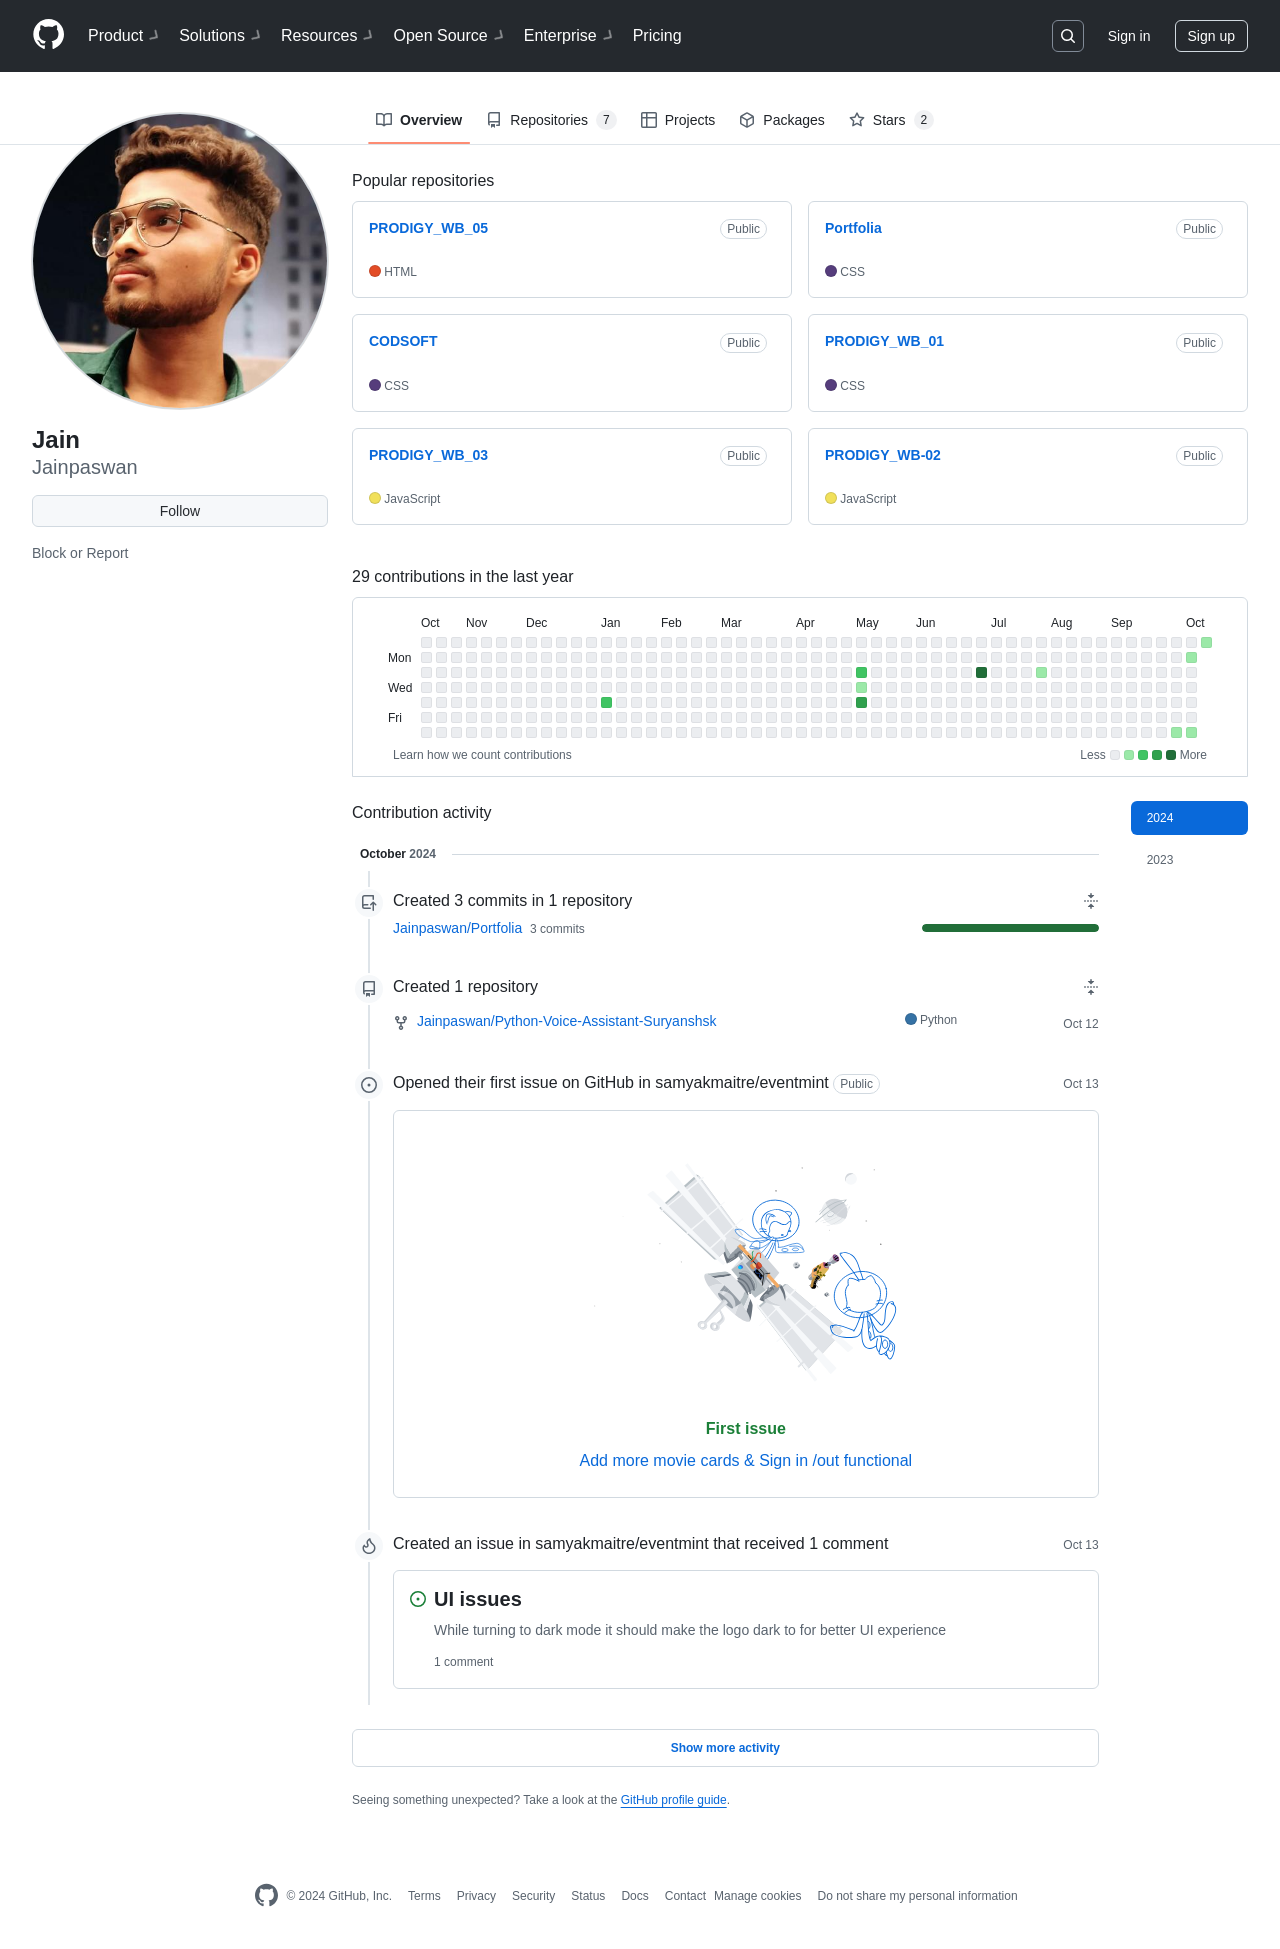 Product Solutions Resources Open Source Enterprise Pricing Sign in Sign up
Overview Repositories 7 Projects Packages Stars 2
Jain
Jainpaswan
Follow
Block or Report
Popular repositories
PRODIGY_WB_05 Public
HTML
Portfolia Public
CSS
CODSOFT Public
CSS
PRODIGY_WB_01 Public
CSS
PRODIGY_WB_03 Public
JavaScript
PRODIGY_WB-02 Public
JavaScript
29 contributions in the last year
Oct Nov Dec Jan Feb Mar Apr May Jun Jul Aug Sep Oct
Mon
Wed
Fri
Learn how we count contributions Less More
Contribution activity
2024
2023
October 2024
Created 3 commits in 1 repository
Jainpaswan/Portfolia 3 commits
Created 1 repository
Jainpaswan/Python-Voice-Assistant-Suryanshsk Python Oct 12
Opened their first issue on GitHub in samyakmaitre/eventmint Public Oct 13
First issue
Add more movie cards & Sign in /out functional
Created an issue in samyakmaitre/eventmint that received 1 comment Oct 13
UI issues
While turning to dark mode it should make the logo dark to for better UI experience
1 comment
Show more activity
Seeing something unexpected? Take a look at the GitHub profile guide.
© 2024 GitHub, Inc. Terms Privacy Security Status Docs Contact Manage cookies Do not share my personal information